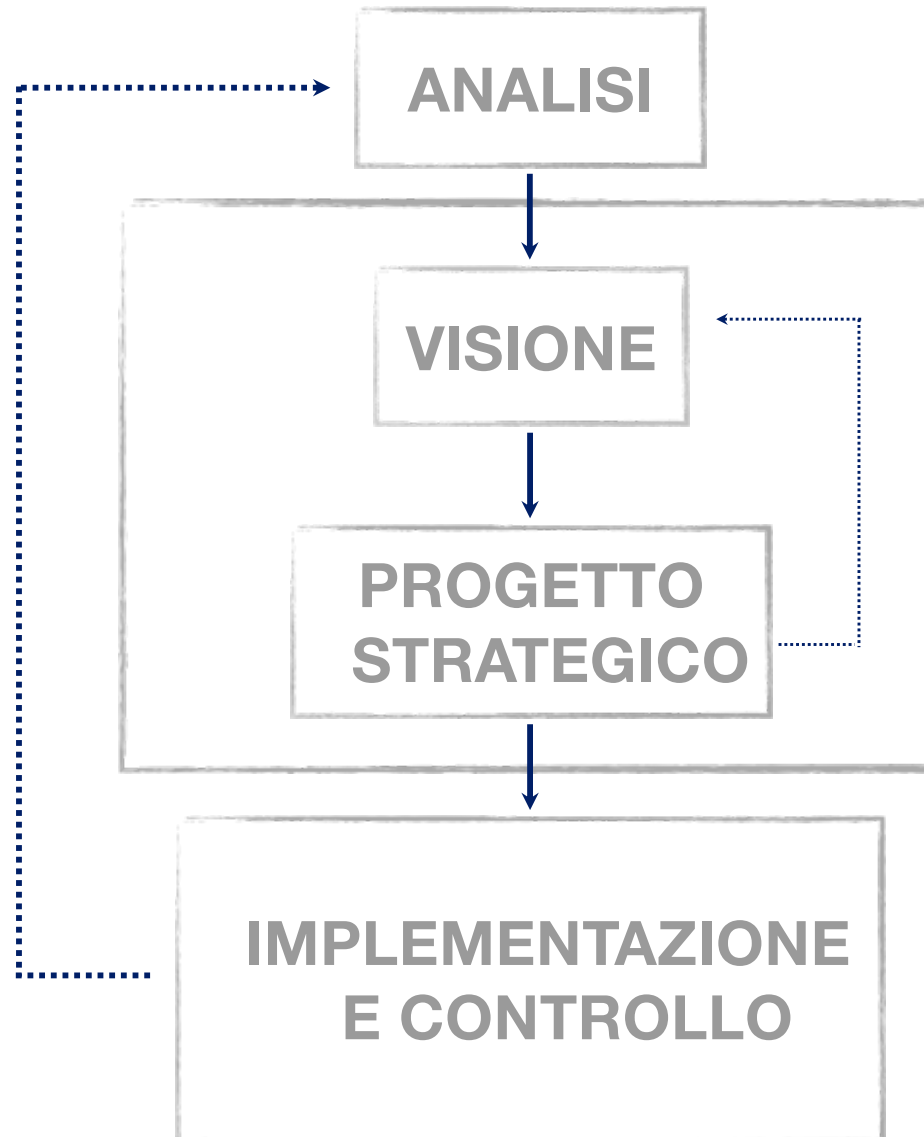 ANALISI
VISIONE
PROGETTO
STRATEGICO
IMPLEMENTAZIONE
E CONTROLLO